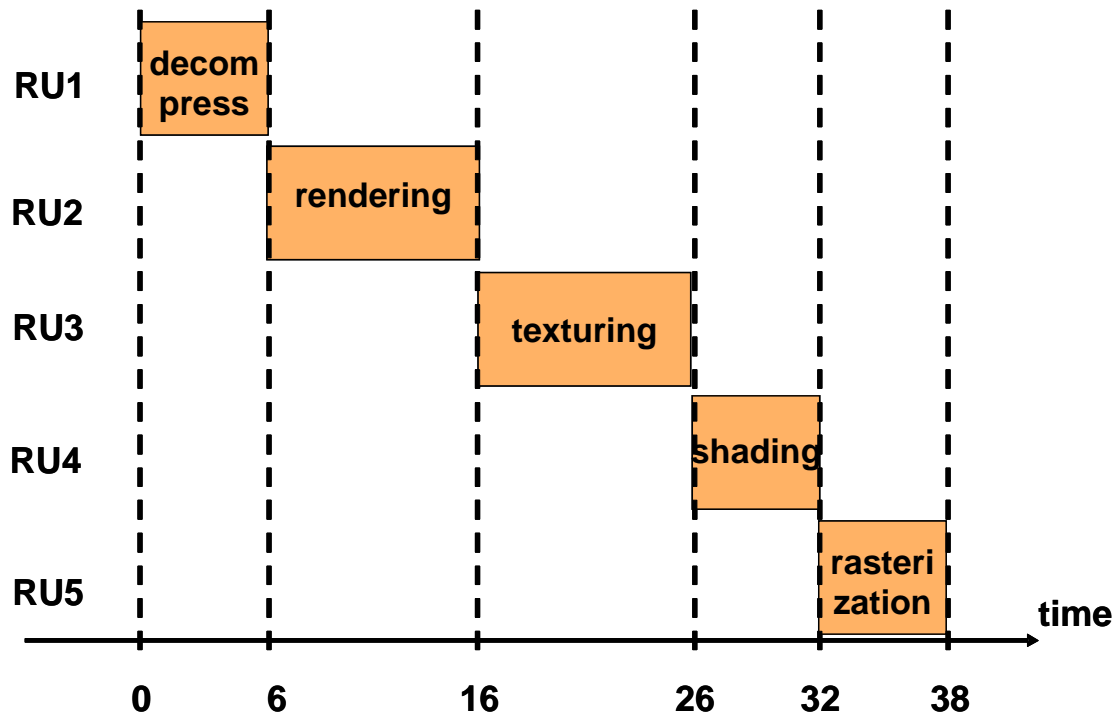 RU1
decom
press
RU2
rendering
RU3
texturing
RU4
shading
RU5
rasteri
zation
time
0 6 16 26 32 38